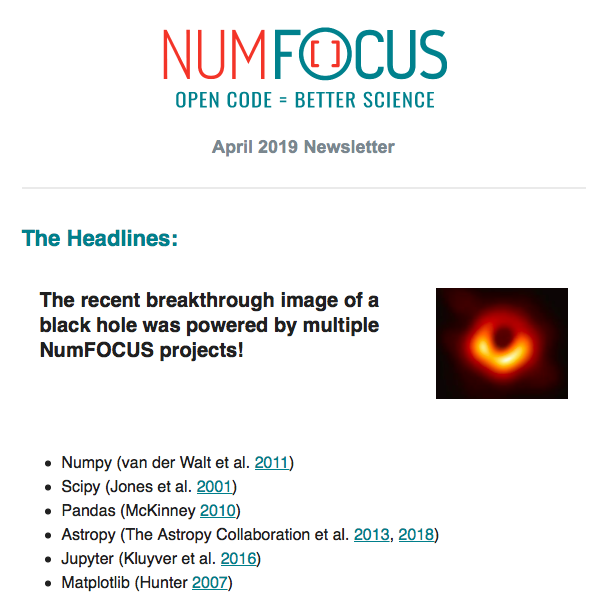 NUMFOCUS
OPEN CODE = BETTER SCIENCE
April 2019 Newsletter
The Headlines:
The recent breakthrough image of a
black hole was powered by multiple
NumFOCUS projects!
• Numpy (van der Walt et al. 2011)
• Scipy (Jones et al. 2001)
• Pandas (McKinney 2010)
• Astropy (The Astropy Collaboration et al. 2013, 2018)
• Jupyter (Kluyver et al. 2016)
• Matplotlib (Hunter 2007)